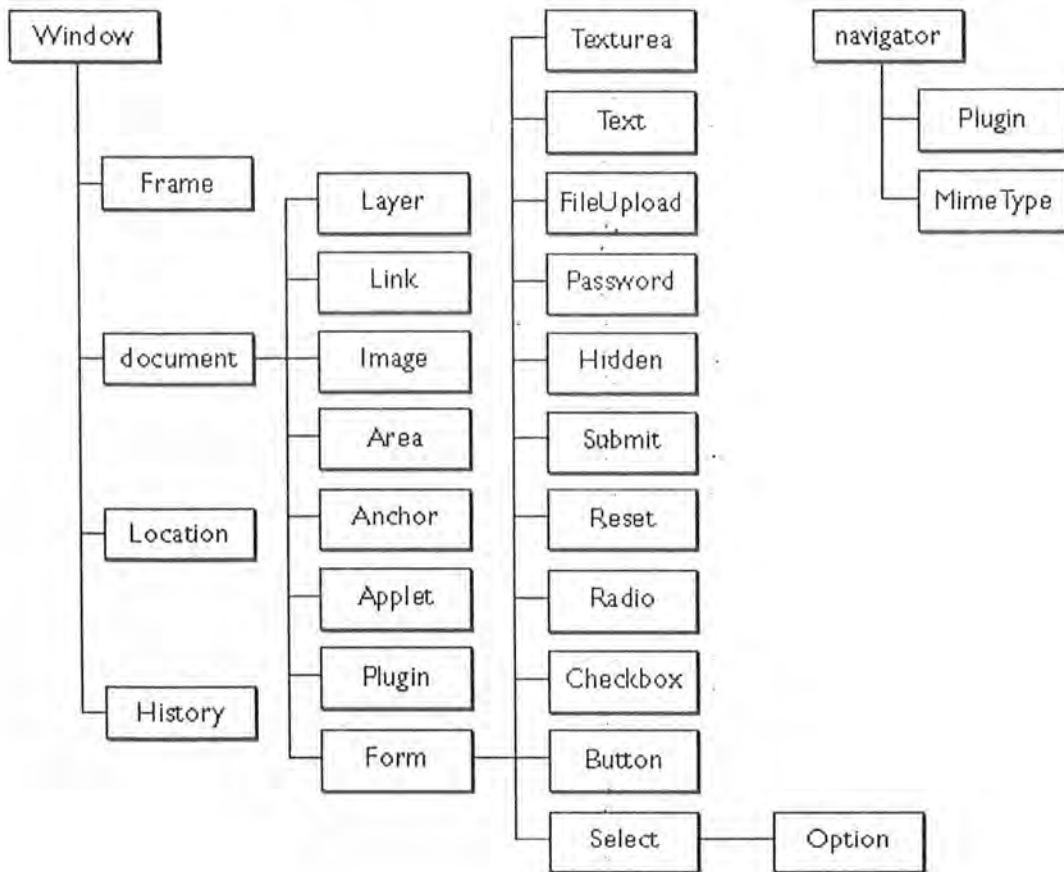 Window
Frame
document
Location
History
Layer
Link
Image
Area
Anchor
Applet
Plugin
Form
Texturea
Text
FileUpload
Password
Hidden
Submit
Reset
Radio
Checkbox
Button
Select
Option
navigator
Plugin
MimeType